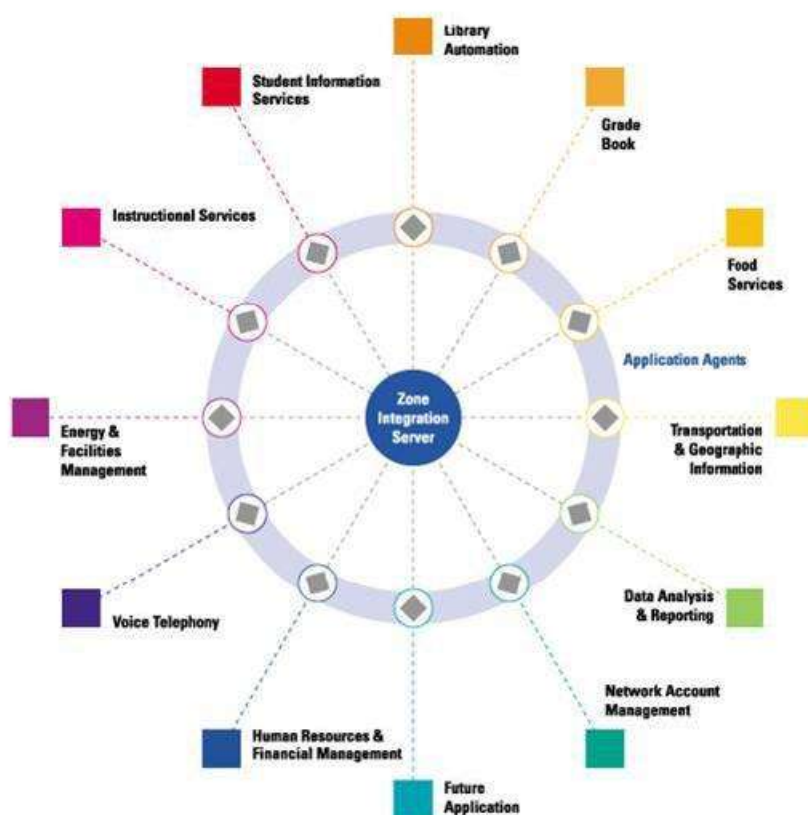 Library
Automation
Student Information
Services
Grade
Book
Instructional Services
Food
Services
Application Agents
Zone
Integration
Server
Energy &
Facilities
Management
Transportation
& Geographic
Information
Voice Telephony
Data Analysis
& Reporting
Network Account
Management
Human Resources &
Financial Management
Future
Application